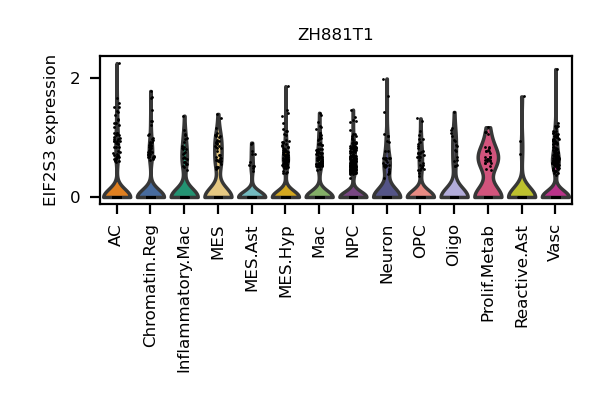 ZH881T1
EIF2S3 expression
2
0
AC
Chromatin.Reg
Inflammatory.Mac
MES
MES.Ast
MES.Hyp
Mac
NPC
Neuron
OPC
Oligo
Prolif.Metab
Reactive.Ast
Vasc